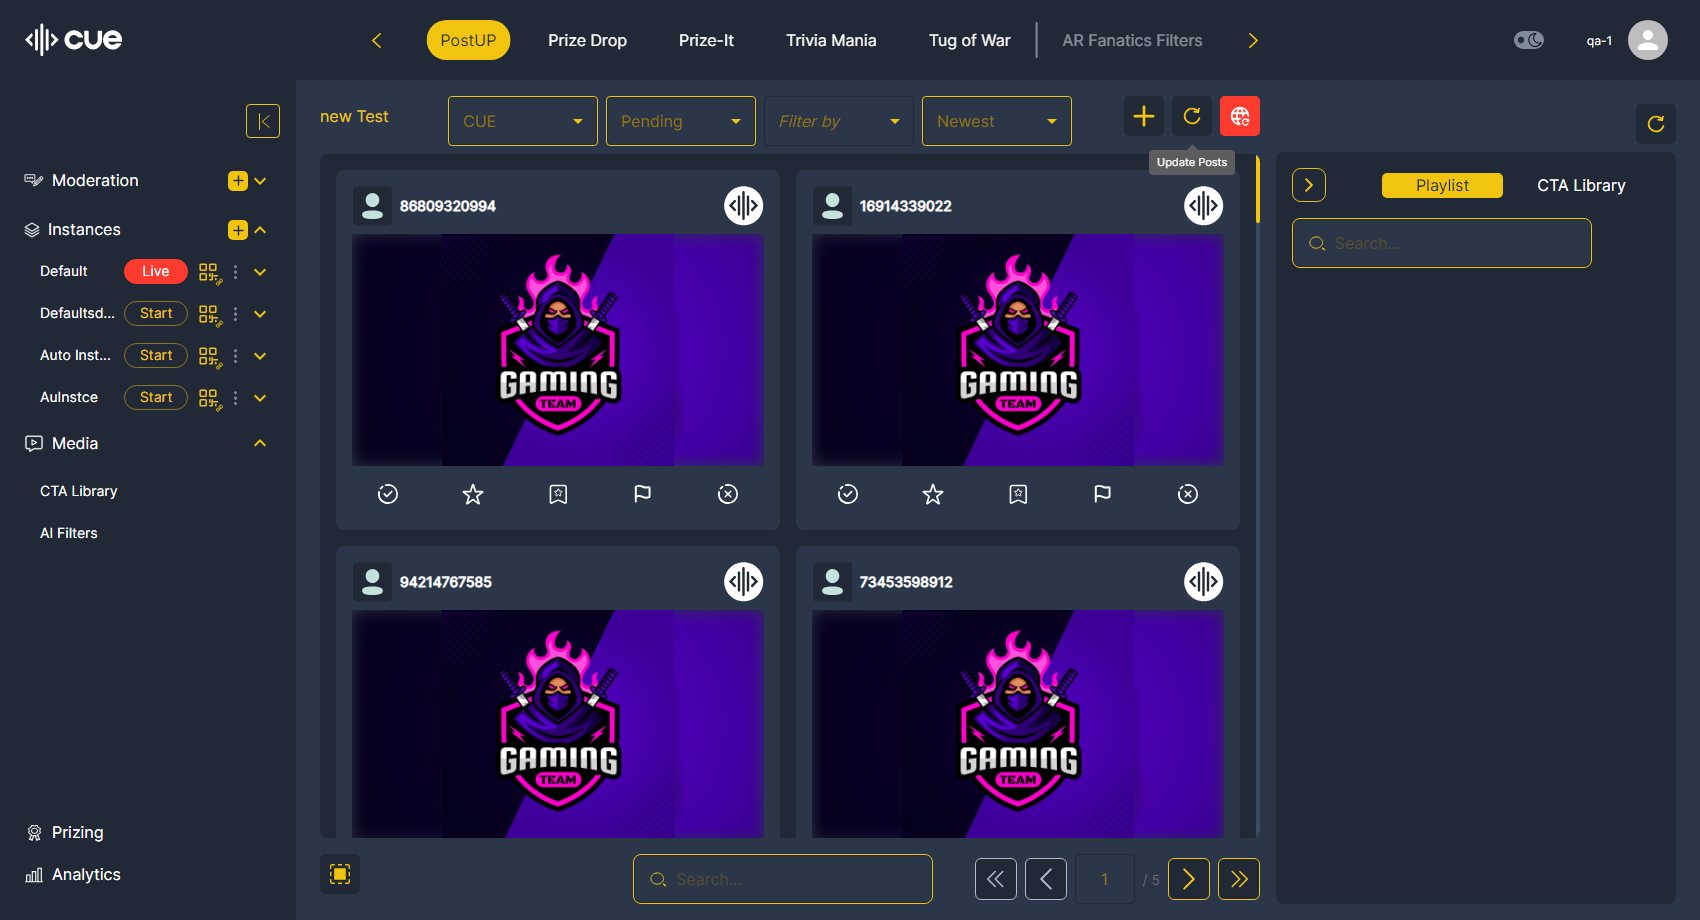 cue
PostUP
Prize Drop
Prize-It
Trivia Mania
Tug of War
AR Fanatics Filters
qa-1
new Test
CUE
Pending
Filter by
Newest
Update Posts
Moderation
Instances
Default
Live
Defaultsd...
Start
Auto Inst...
Start
AuInstce
Start
Media
CTA Library
AI Filters
Prizing
Analytics
86809320994
GAMING
TEAM
16914339022
GAMING
TEAM
94214767585
GAMING
TEAM
73453598912
GAMING
TEAM
Search...
1
/ 5
Playlist
CTA Library
Search...